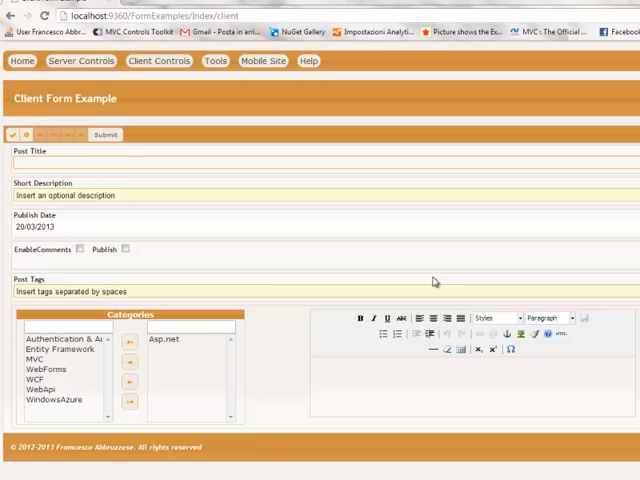 localhost:9360/FormExamples/Index/client
User Francesco Abbr... MVC Controls Toolkit Gmail - Posta in arri... NuGet Gallery Impostazioni Analyti... Picture shows the Ex... MVC : The Official ... Facebook
Home Server Controls Client Controls Tools Mobile Site Help
Client Form Example
Submit
Post Title
Short Description
Insert an optional description
Publish Date
20/03/2013
EnableComments Publish
Post Tags
Insert tags separated by spaces
Categories
Authentication & Au
Entity Framework
MVC
WebForms
WCF
WebApi
WindowsAzure
Asp.net
B I U ABC Styles Paragraph
HTML
© 2012-2013 Framcesco Abbruzzese. All rights reserved